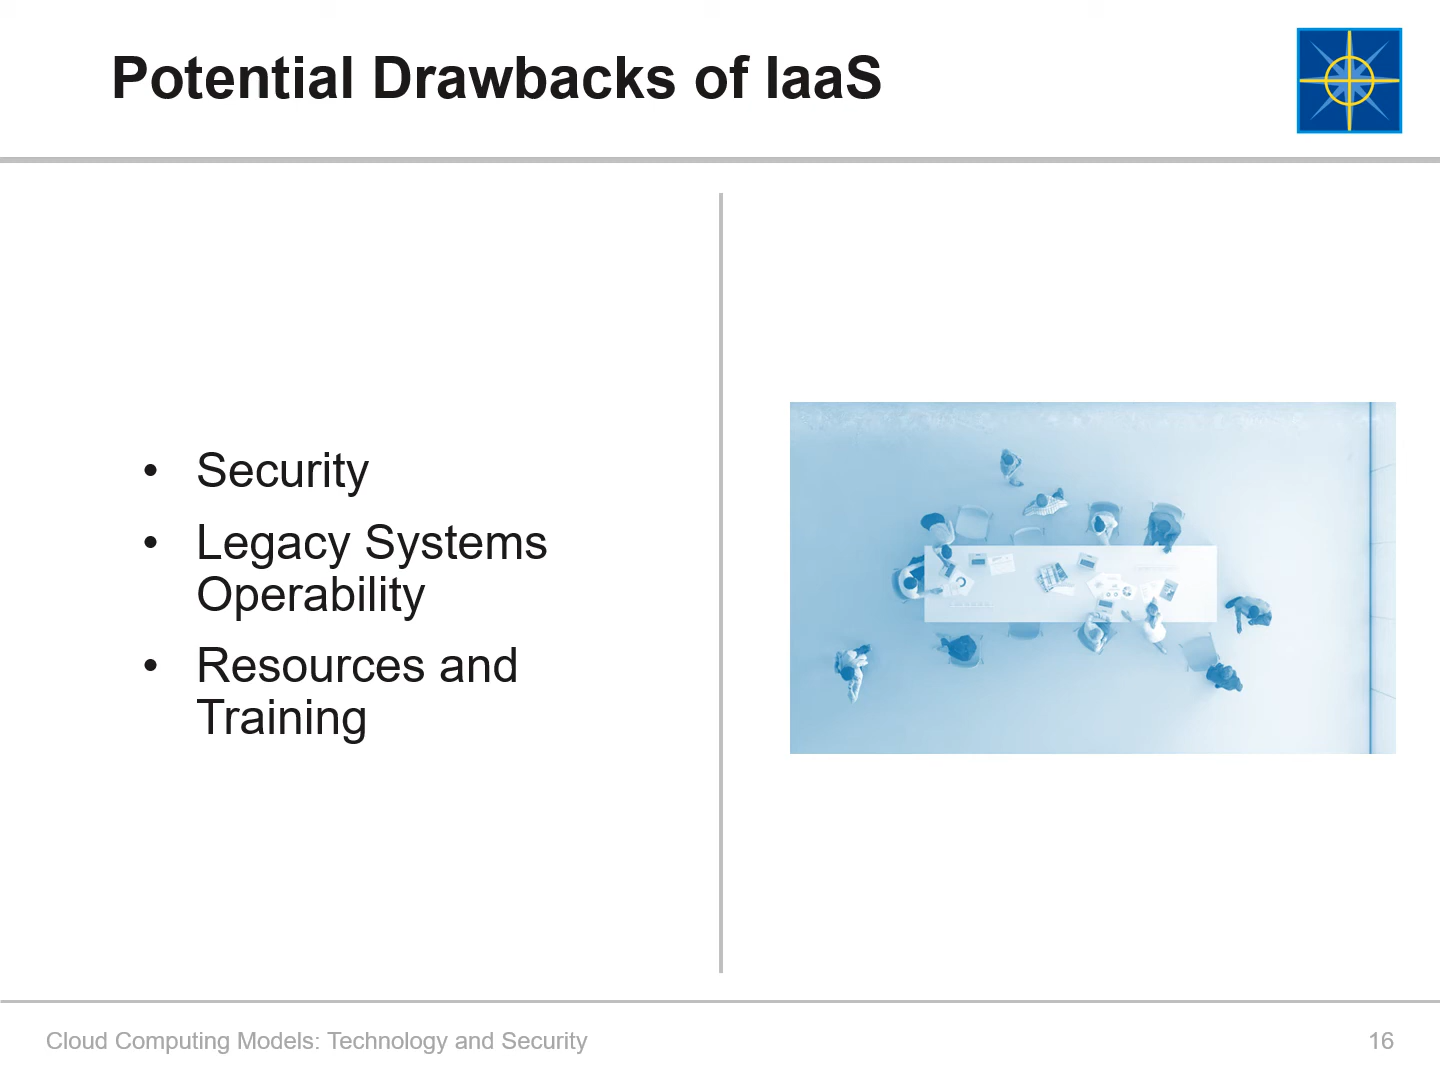 Potential Drawbacks of IaaS
• Security
• Legacy Systems
Operability
• Resources and
Training
Cloud Computing Models: Technology and Security
16